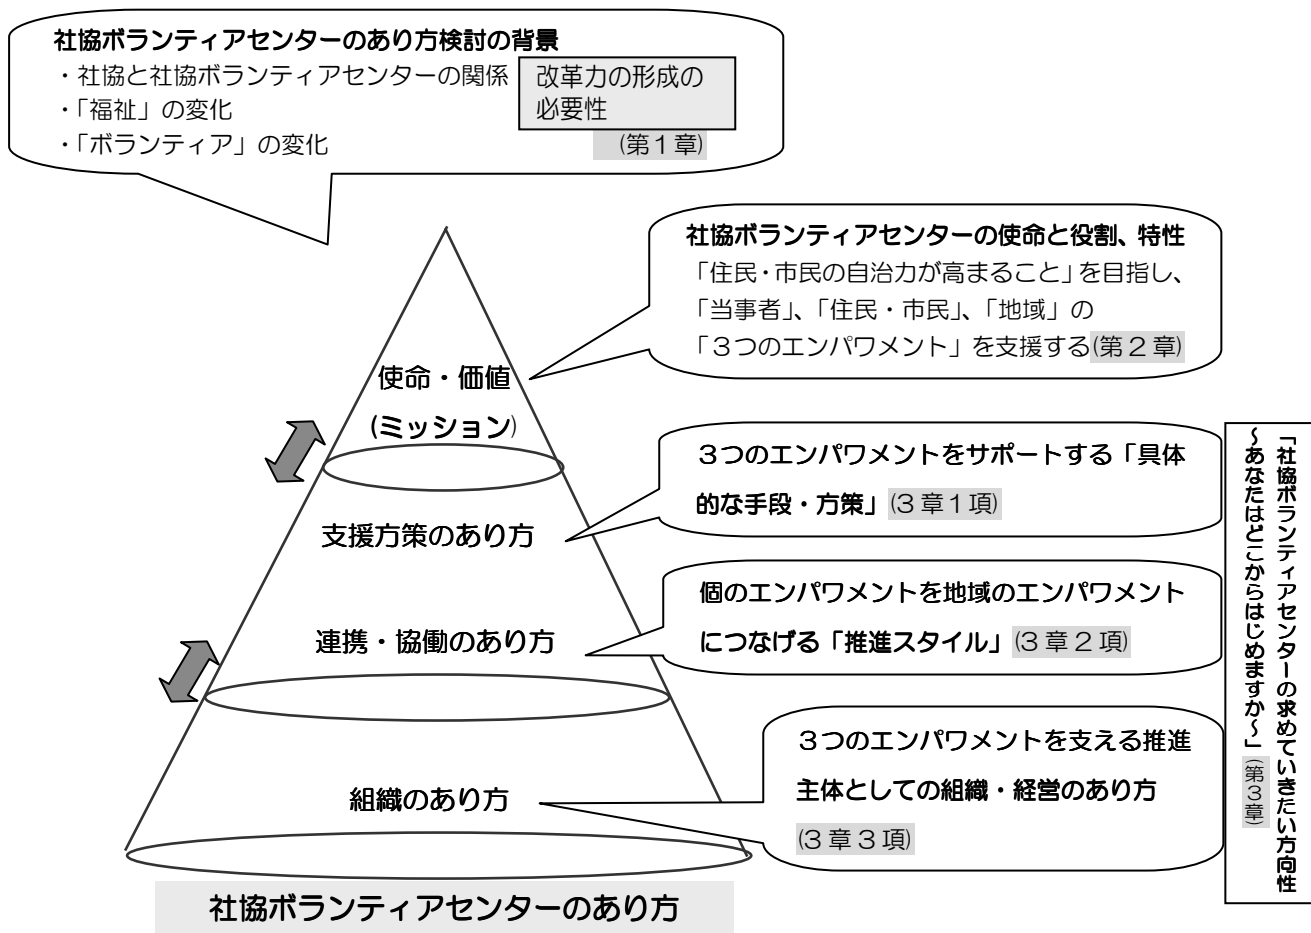 社協ボランティアセンターのあり方検討の背景
・社協と社協ボランティアセンターの関係
・「福祉」の変化
・「ボランティア」の変化
改革力の形成の
必要性
(第１章)
社協ボランティアセンターの使命と役割、特性
「住民・市民の自治力が高まること」を目指し、
「当事者」、「住民・市民」、「地域」の
「３つのエンパワメント」を支援する(第２章)
使命・価値
(ミッション)
３つのエンパワメントをサポートする「具体
的な手段・方策」(３章１項)
支援方策のあり方
個のエンパワメントを地域のエンパワメント
につなげる「推進スタイル」(３章２項)
連携・協働のあり方
３つのエンパワメントを支える推進
主体としての組織・経営のあり方
(３章３項)
組織のあり方
「社協ボランティアセンターの求めていきたい方向性
～あなたはどこからはじめますか～」(第３章)
社協ボランティアセンターのあり方